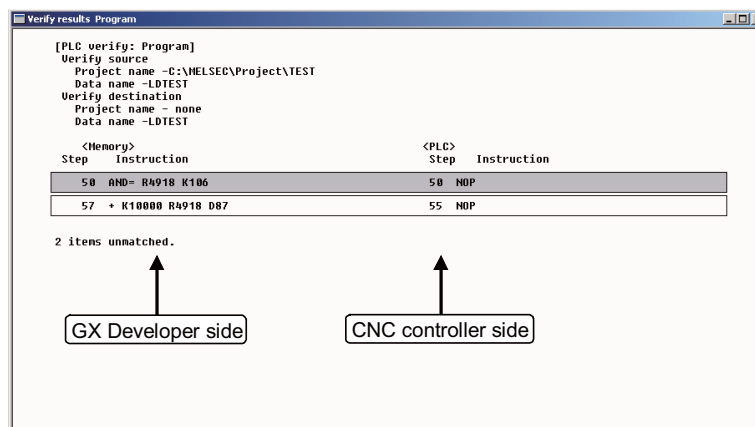 Verify results Program
[PLC verify: Program]
Verify source
Project name -C:\MELSEC\Project\TEST
Data name -LDTEST
Verify destination
Project name - none
Data name -LDTEST
<Memory> <PLC>
Step Instruction Step Instruction
50 AND= R4918 K106 50 NOP
57 + K10000 R4918 D87 55 NOP
2 items unmatched.
GX Developer side CNC controller side